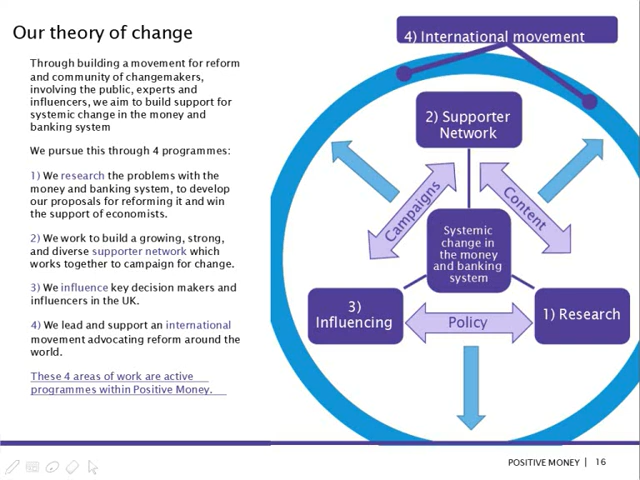 Our theory of change
Through building a movement for reform
and community of changemakers,
involving the public, experts and
influencers, we aim to build support for
systemic change in the money and
banking system
We pursue this through 4 programmes:
1) We research the problems with the
money and banking system, to develop
our proposals for reforming it and win
the support of economists.
2) We work to build a growing, strong,
and diverse supporter network which
works together to campaign for change.
3) We influence key decision makers and
influencers in the UK.
4) We lead and support an international
movement advocating reform around the
world.
These 4 areas of work are active
programmes within Positive Money.
4) International movement
2) Supporter
Network
Campaigns
Content
Systemic
change in
the money
and banking
system
3)
Influencing
Policy
1) Research
POSITIVE MONEY | 16